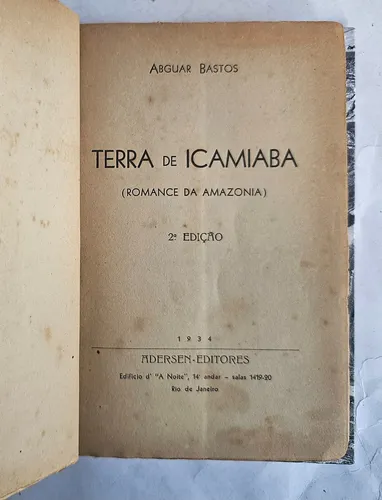 ABGUAR BASTOS
TERRA DE ICAMIABA
(ROMANCE DA AMAZONIA)
2ª EDIÇÃO
1934
ADERSEN-EDITORES
Edificio d' "A Noite", 14º andar - salas 1419-20
Rio de Janeiro